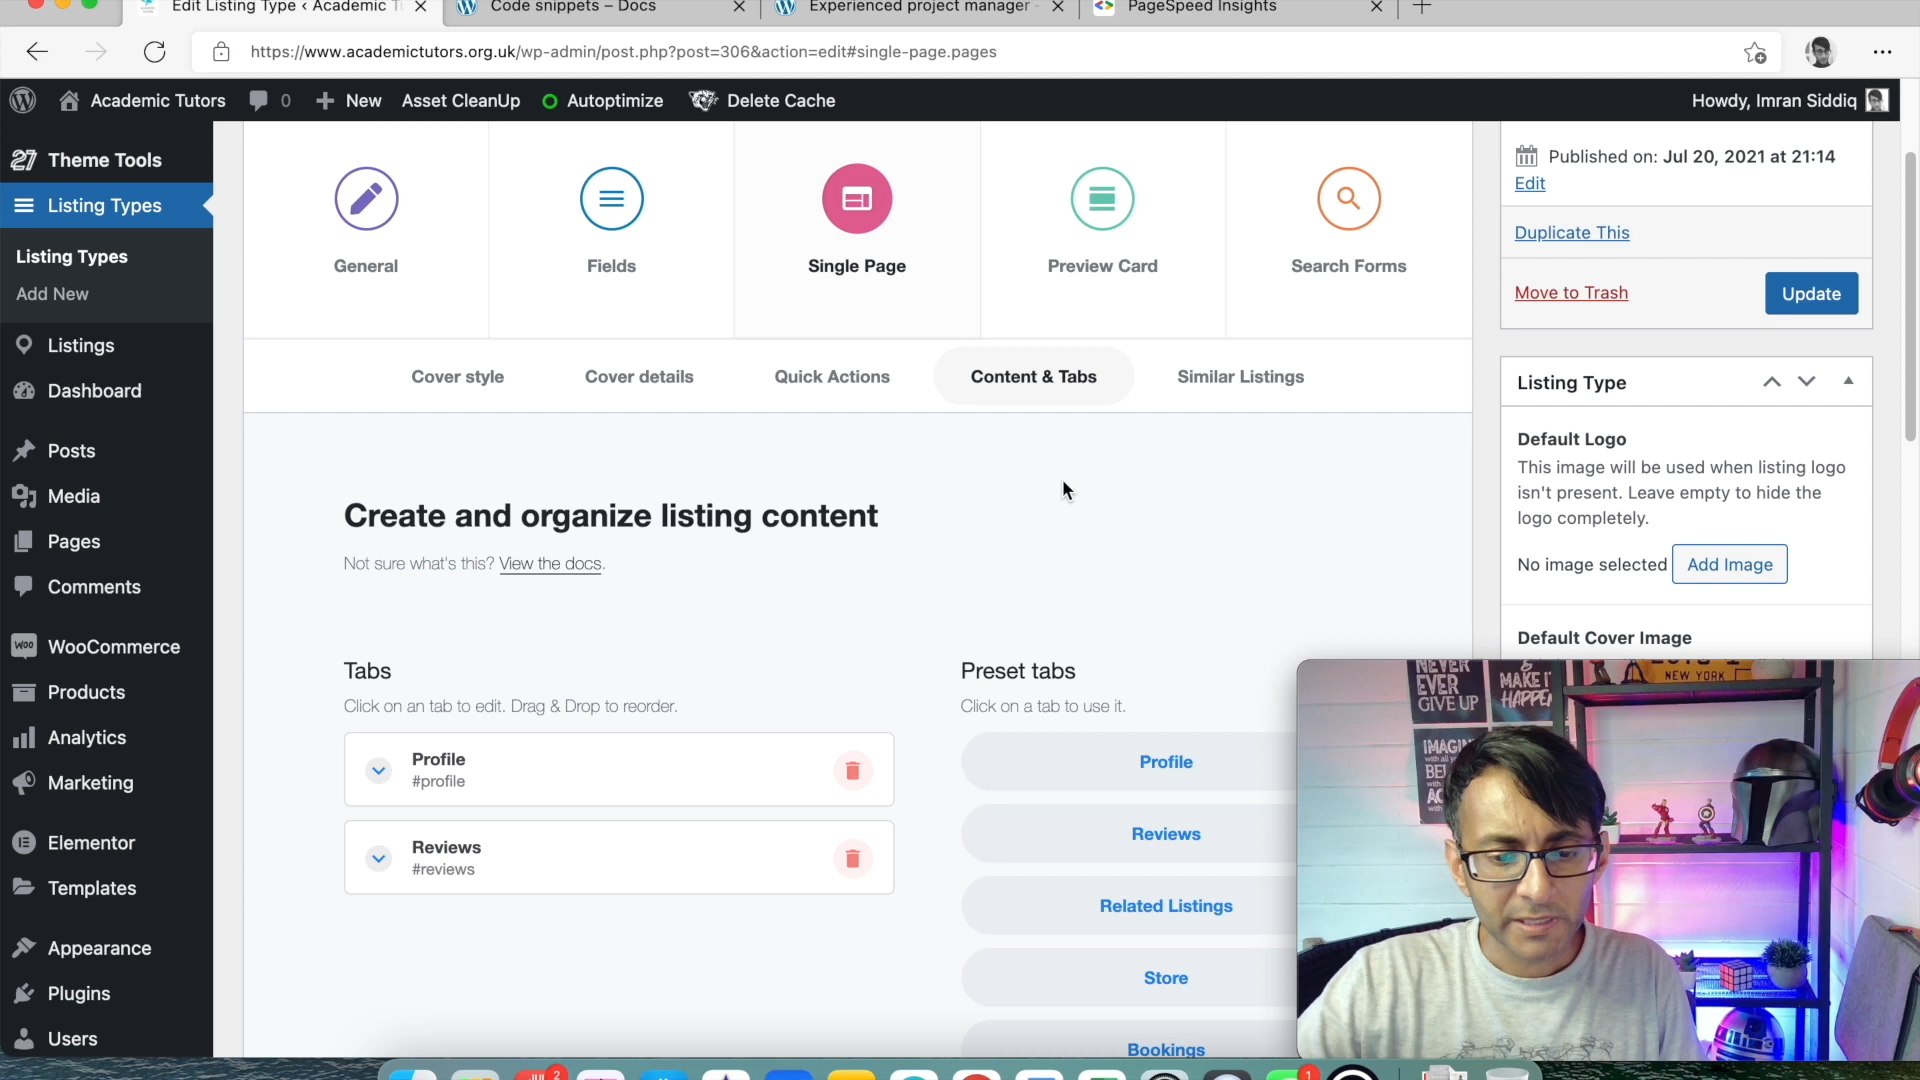 Edit Listing Type ‹ Academic T
Code snippets – Docs
Experienced project manager
PageSpeed Insights
https://www.academictutors.org.uk/wp-admin/post.php?post=306&action=edit#single-page.pages
Academic Tutors
0
New
Asset CleanUp
Autoptimize
Delete Cache
Howdy, Imran Siddiq
27 Theme Tools
Listing Types
Listing Types
Add New
Listings
Dashboard
Posts
Media
Pages
Comments
WooCommerce
Products
Analytics
Marketing
Elementor
Templates
Appearance
Plugins
Users
General
Fields
Single Page
Preview Card
Search Forms
Cover style
Cover details
Quick Actions
Content & Tabs
Similar Listings
Create and organize listing content
Not sure what's this? View the docs.
Tabs
Click on an tab to edit. Drag & Drop to reorder.
Profile
#profile
Reviews
#reviews
Preset tabs
Click on a tab to use it.
Profile
Reviews
Related Listings
Store
Bookings
Published on: Jul 20, 2021 at 21:14
Edit
Duplicate This
Move to Trash
Update
Listing Type
Default Logo
This image will be used when listing logo
isn't present. Leave empty to hide the
logo completely.
No image selected
Add Image
Default Cover Image
NEVER
EVER
GIVE UP
MAKE IT
HAPPEN
NEW YORK
2
1